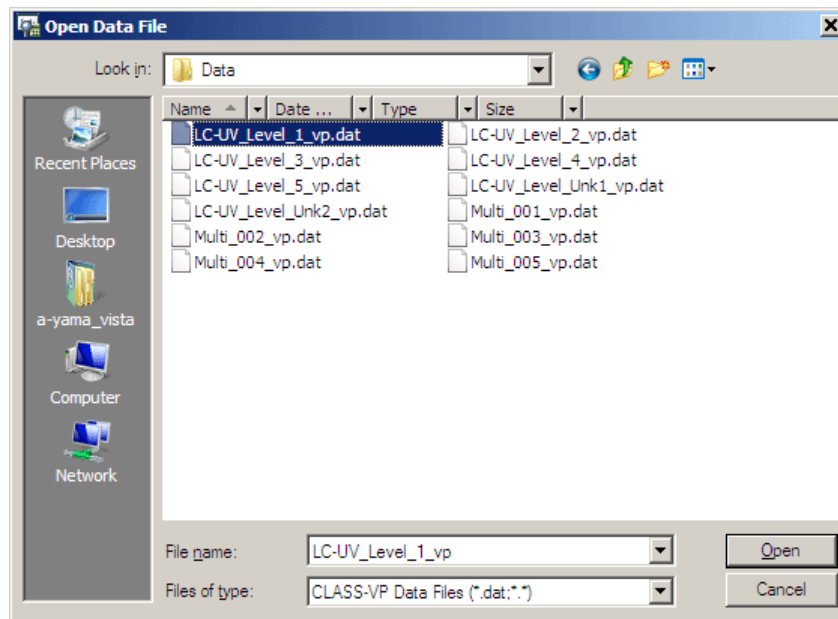 Open Data File
Look in: Data
Name Date ... Type Size
LC-UV_Level_1_vp.dat LC-UV_Level_2_vp.dat
LC-UV_Level_3_vp.dat LC-UV_Level_4_vp.dat
LC-UV_Level_5_vp.dat LC-UV_Level_Unk1_vp.dat
LC-UV_Level_Unk2_vp.dat Multi_001_vp.dat
Multi_002_vp.dat Multi_003_vp.dat
Multi_004_vp.dat Multi_005_vp.dat
Recent Places
Desktop
a-yama_vista
Computer
Network
File name: LC-UV_Level_1_vp Open
Files of type: CLASS-VP Data Files (*.dat;*.*) Cancel